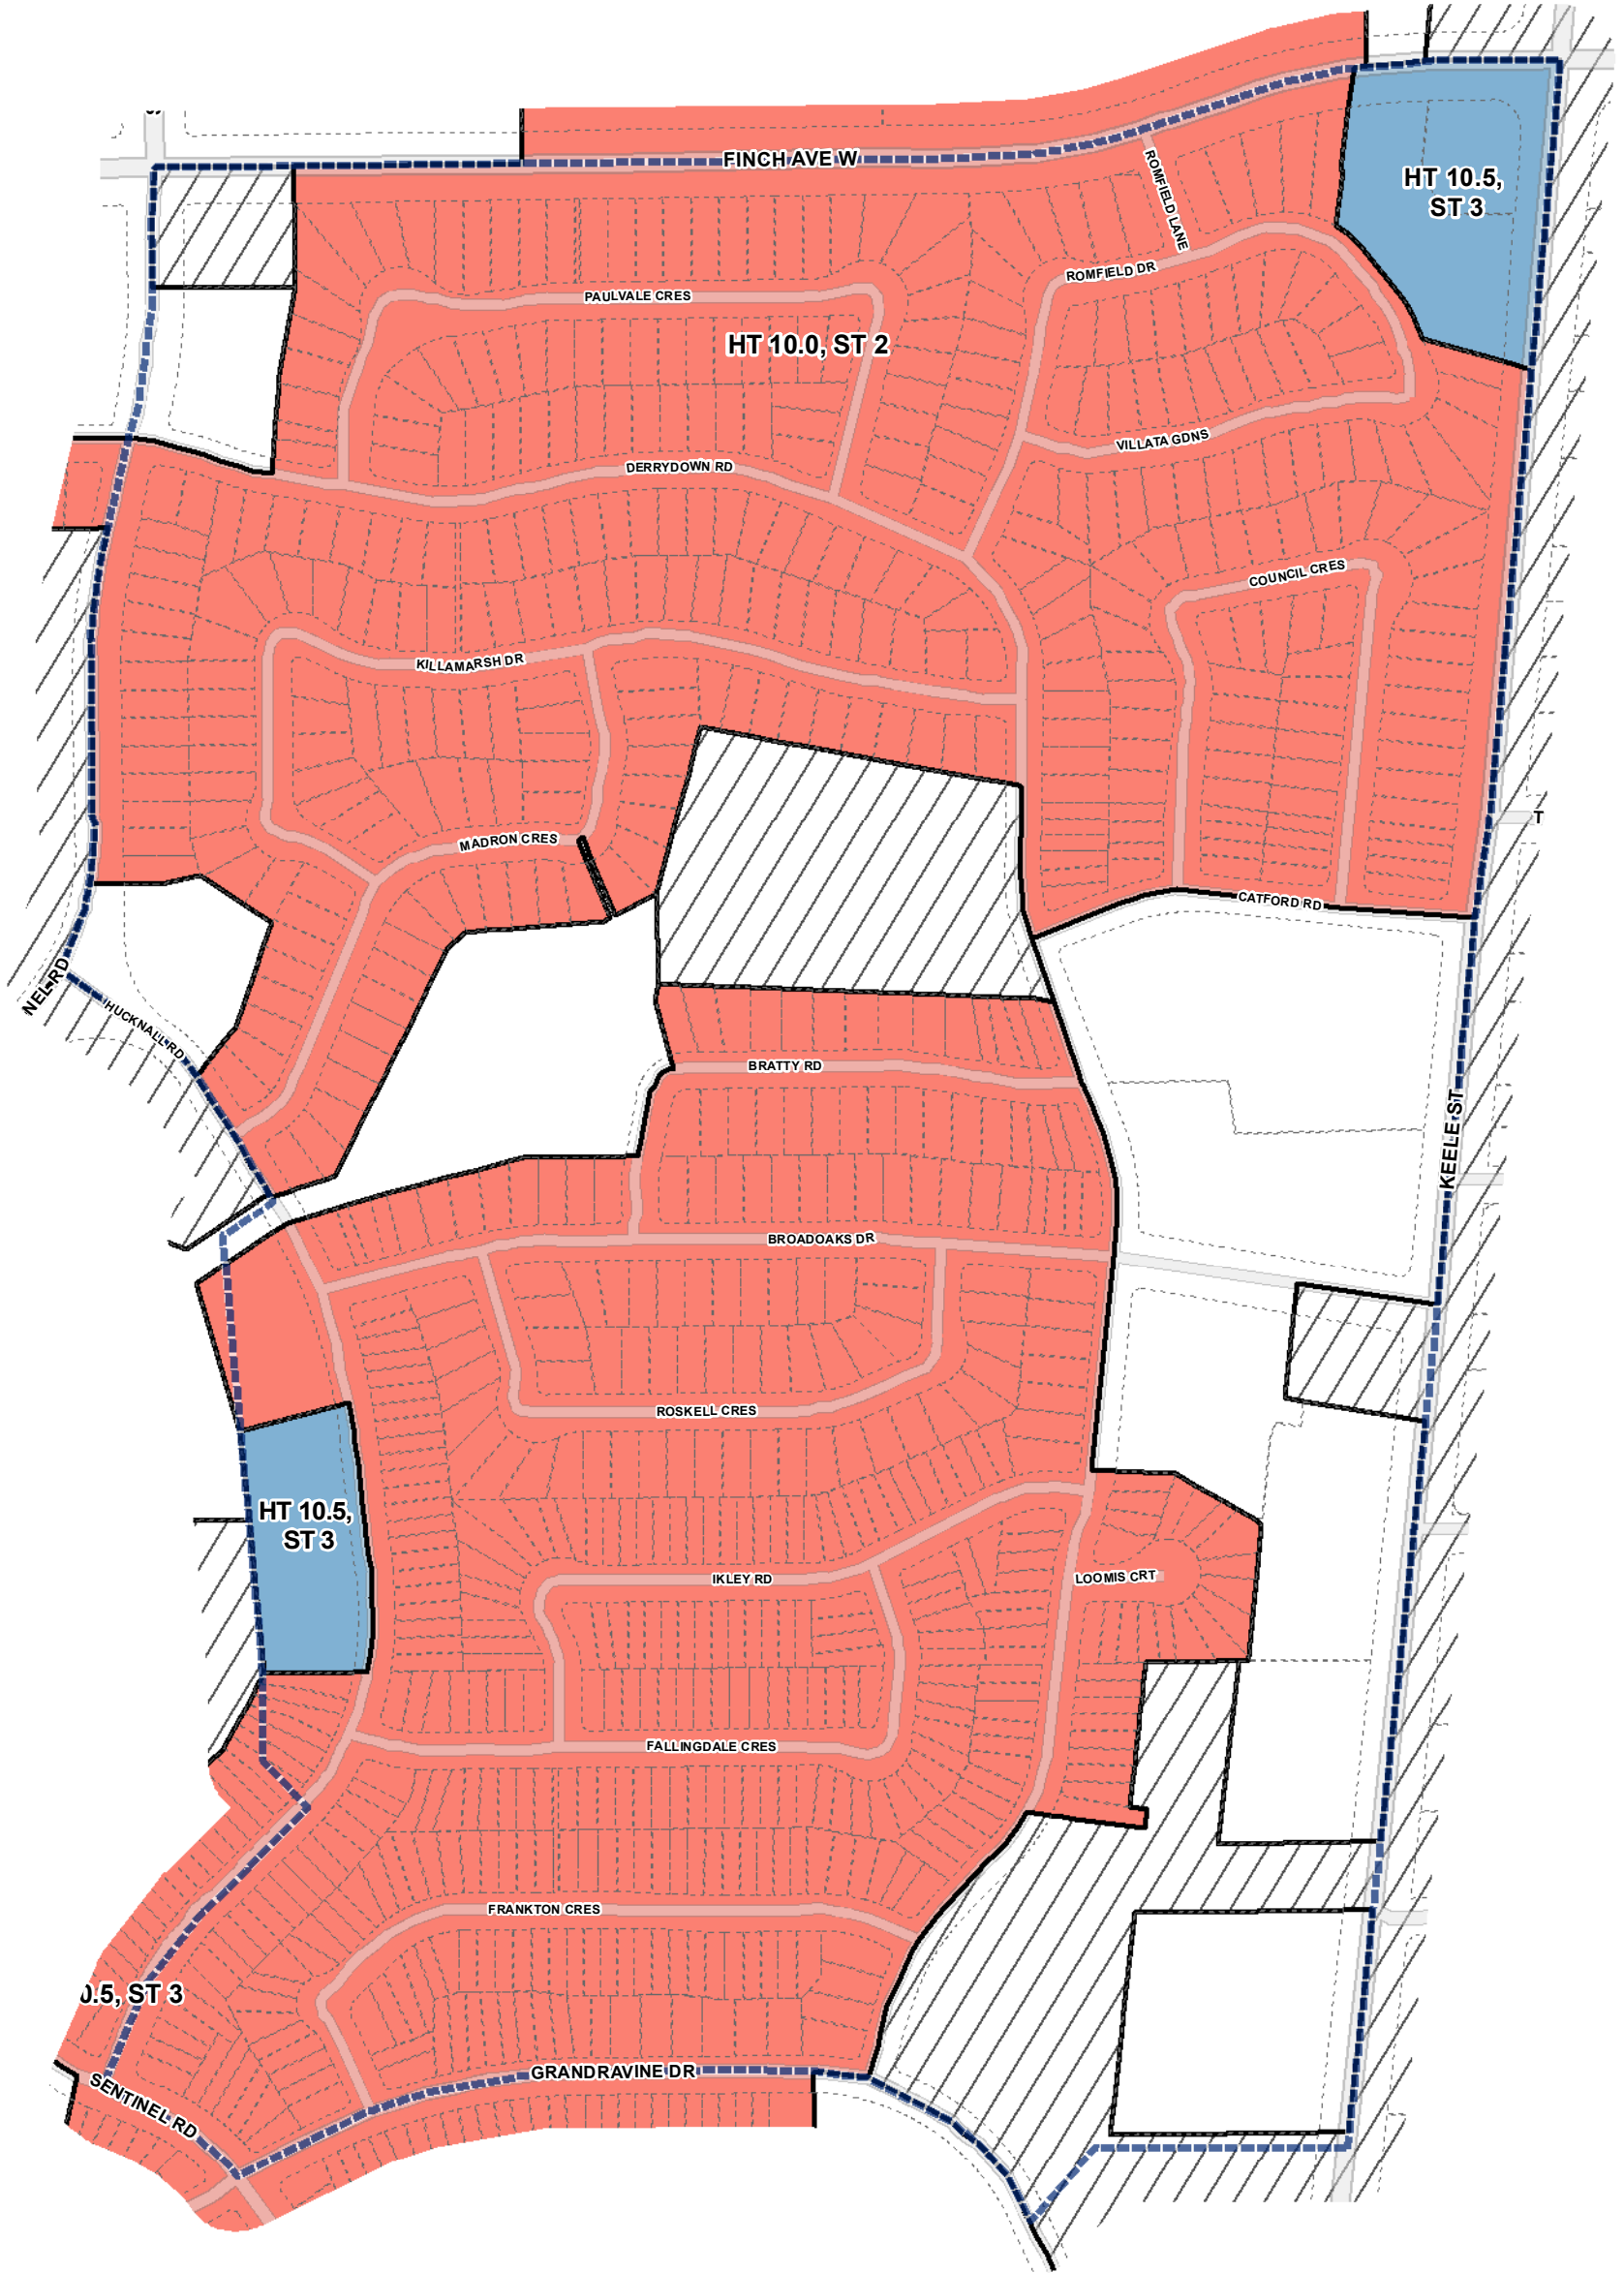 FINCH AVE W
ROMFIELD LANE
HT 10.5,
ST 3
ROMFIELD DR
PAULVALE CRES
HT 10.0, ST 2
VILLATA GDNS
DERRYDOWN RD
COUNCIL CRES
KILLAMARSH DR
T
MADRON CRES
CATFORD RD
NEL RD
HUCKNALL RD
BRATTY RD
KEELE ST
BROADOAKS DR
ROSKELL CRES
HT 10.5,
ST 3
LOOMIS CRT
IKLEY RD
FALLINGDALE CRES
FRANKTON CRES
0.5, ST 3
GRANDRAVINE DR
SENTINEL RD